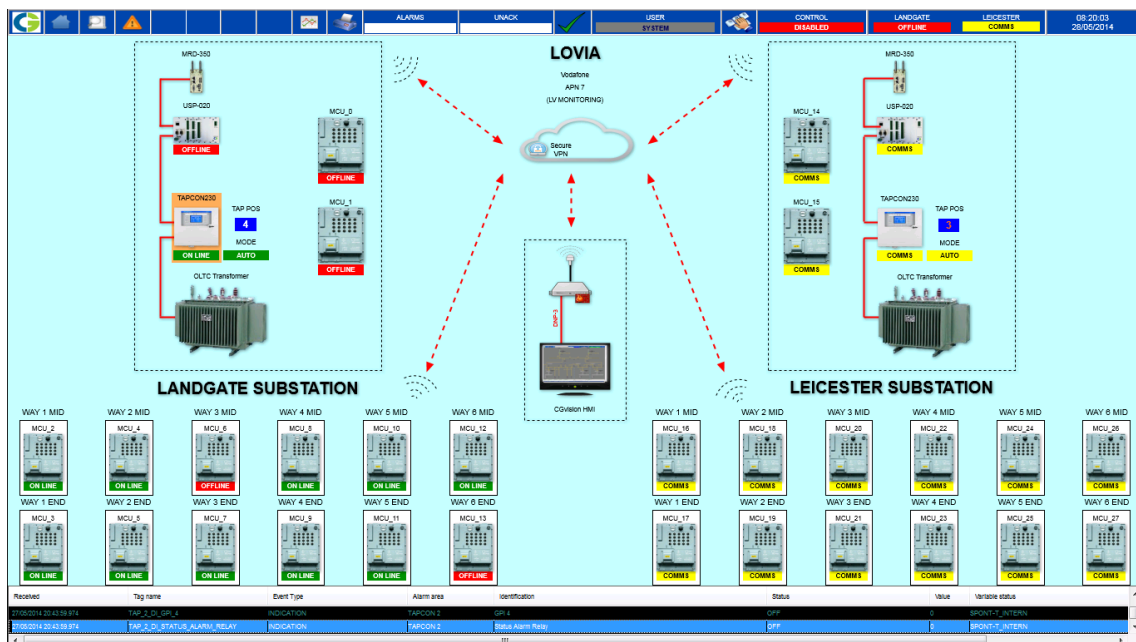 ALARMS UNACK USER CONTROL LANDGATE LEICESTER 08:20:03
SYSTEM DISABLED OFFLINE COMMS 28/05/2014
LOVIA
Vodafone
APN 7
(LV MONITORING)
Secure
VPN
DNP-3
CGvision HMI
MRD-350
USP-020
OFFLINE
MCU_0
OFFLINE
TAPCON230
TAP POS
4
MODE
ON LINE AUTO
MCU_1
OFFLINE
OLTC Transformer
LANDGATE SUBSTATION
MRD-350
MCU_14
COMMS
USP-020
COMMS
MCU_15
COMMS
TAPCON230
TAP POS
3
MODE
COMMS AUTO
OLTC Transformer
LEICESTER SUBSTATION
WAY 1 MID WAY 2 MID WAY 3 MID WAY 4 MID WAY 5 MID WAY 6 MID
MCU_2 MCU_4 MCU_6 MCU_8 MCU_10 MCU_12
ON LINE ON LINE OFFLINE ON LINE ON LINE ON LINE
WAY 1 END WAY 2 END WAY 3 END WAY 4 END WAY 5 END WAY 6 END
MCU_3 MCU_5 MCU_7 MCU_9 MCU_11 MCU_13
ON LINE ON LINE ON LINE ON LINE ON LINE OFFLINE
WAY 1 MID WAY 2 MID WAY 3 MID WAY 4 MID WAY 5 MID WAY 6 MID
MCU_16 MCU_18 MCU_20 MCU_22 MCU_24 MCU_26
COMMS COMMS COMMS COMMS COMMS COMMS
WAY 1 END WAY 2 END WAY 3 END WAY 4 END WAY 5 END WAY 6 END
MCU_17 MCU_19 MCU_21 MCU_23 MCU_25 MCU_27
COMMS COMMS COMMS COMMS COMMS COMMS
Received Tag name Event Type Alarm area Identification Status Value Variable status
27/05/2014 20:43:59.974 TAP_2_DI_GPI_4 INDICATION TAPCON 2 GPI 4 OFF 0 SPONT-T_INTERN
27/05/2014 20:43:59.974 TAP_2_DI_STATUS_ALARM_RELAY INDICATION TAPCON 2 Status Alarm Relay OFF 0 SPONT-T_INTERN